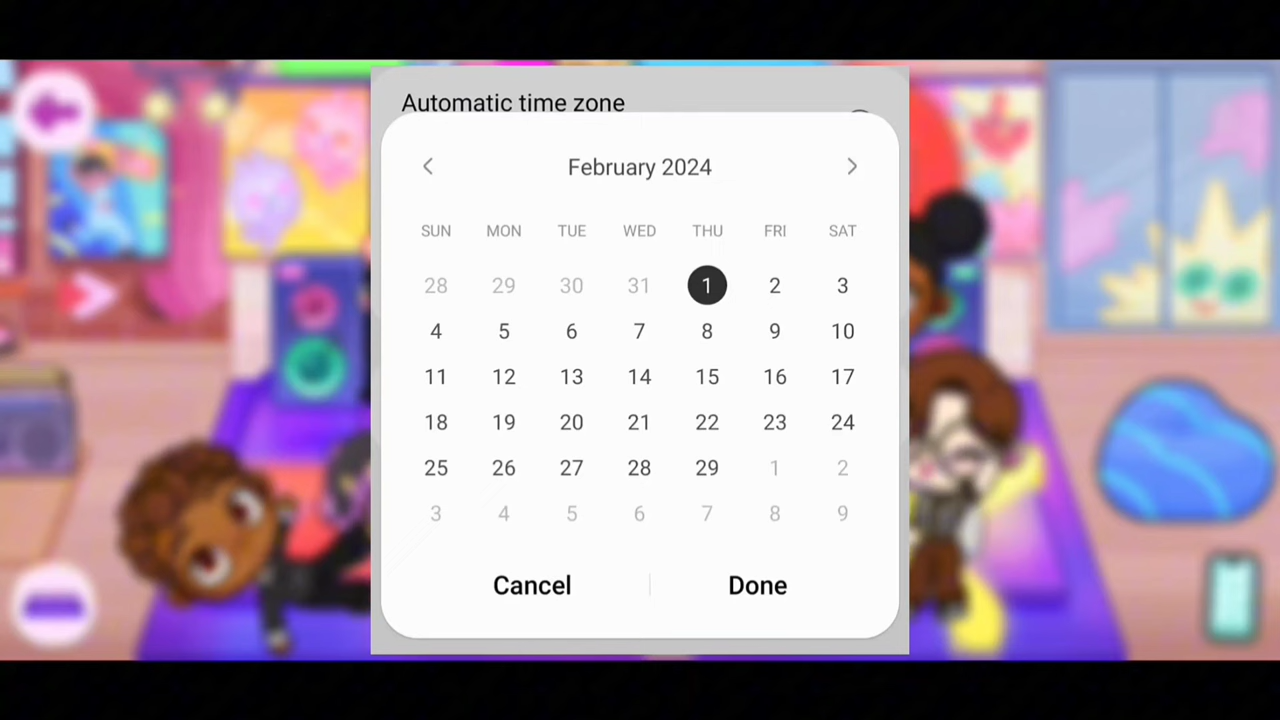 Automatic time zone
February 2024
SUN MON TUE WED THU FRI SAT
28 29 30 31 1 2 3
4 5 6 7 8 9 10
11 12 13 14 15 16 17
18 19 20 21 22 23 24
25 26 27 28 29 1 2
3 4 5 6 7 8 9
Cancel Done